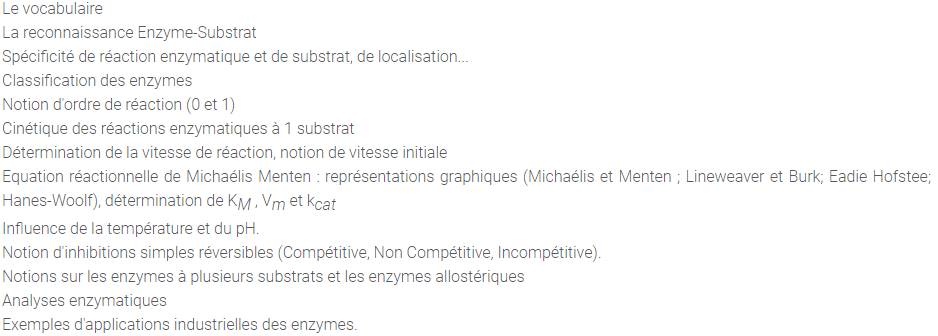 Le vocabulaire
La reconnaissance Enzyme-Substrat
Spécificité de réaction enzymatique et de substrat, de localisation...
Classification des enzymes
Notion d'ordre de réaction (0 et 1)
Cinétique des réactions enzymatiques à 1 substrat
Détermination de la vitesse de réaction, notion de vitesse initiale
Equation réactionnelle de Michaélis Menten : représentations graphiques (Michaélis et Menten ; Lineweaver et Burk; Eadie Hofstee;
Hanes-Woolf), détermination de KM , Vm et kcat
Influence de la température et du pH.
Notion d'inhibitions simples réversibles (Compétitive, Non Compétitive, Incompétitive).
Notions sur les enzymes à plusieurs substrats et les enzymes allostériques
Analyses enzymatiques
Exemples d'applications industrielles des enzymes.